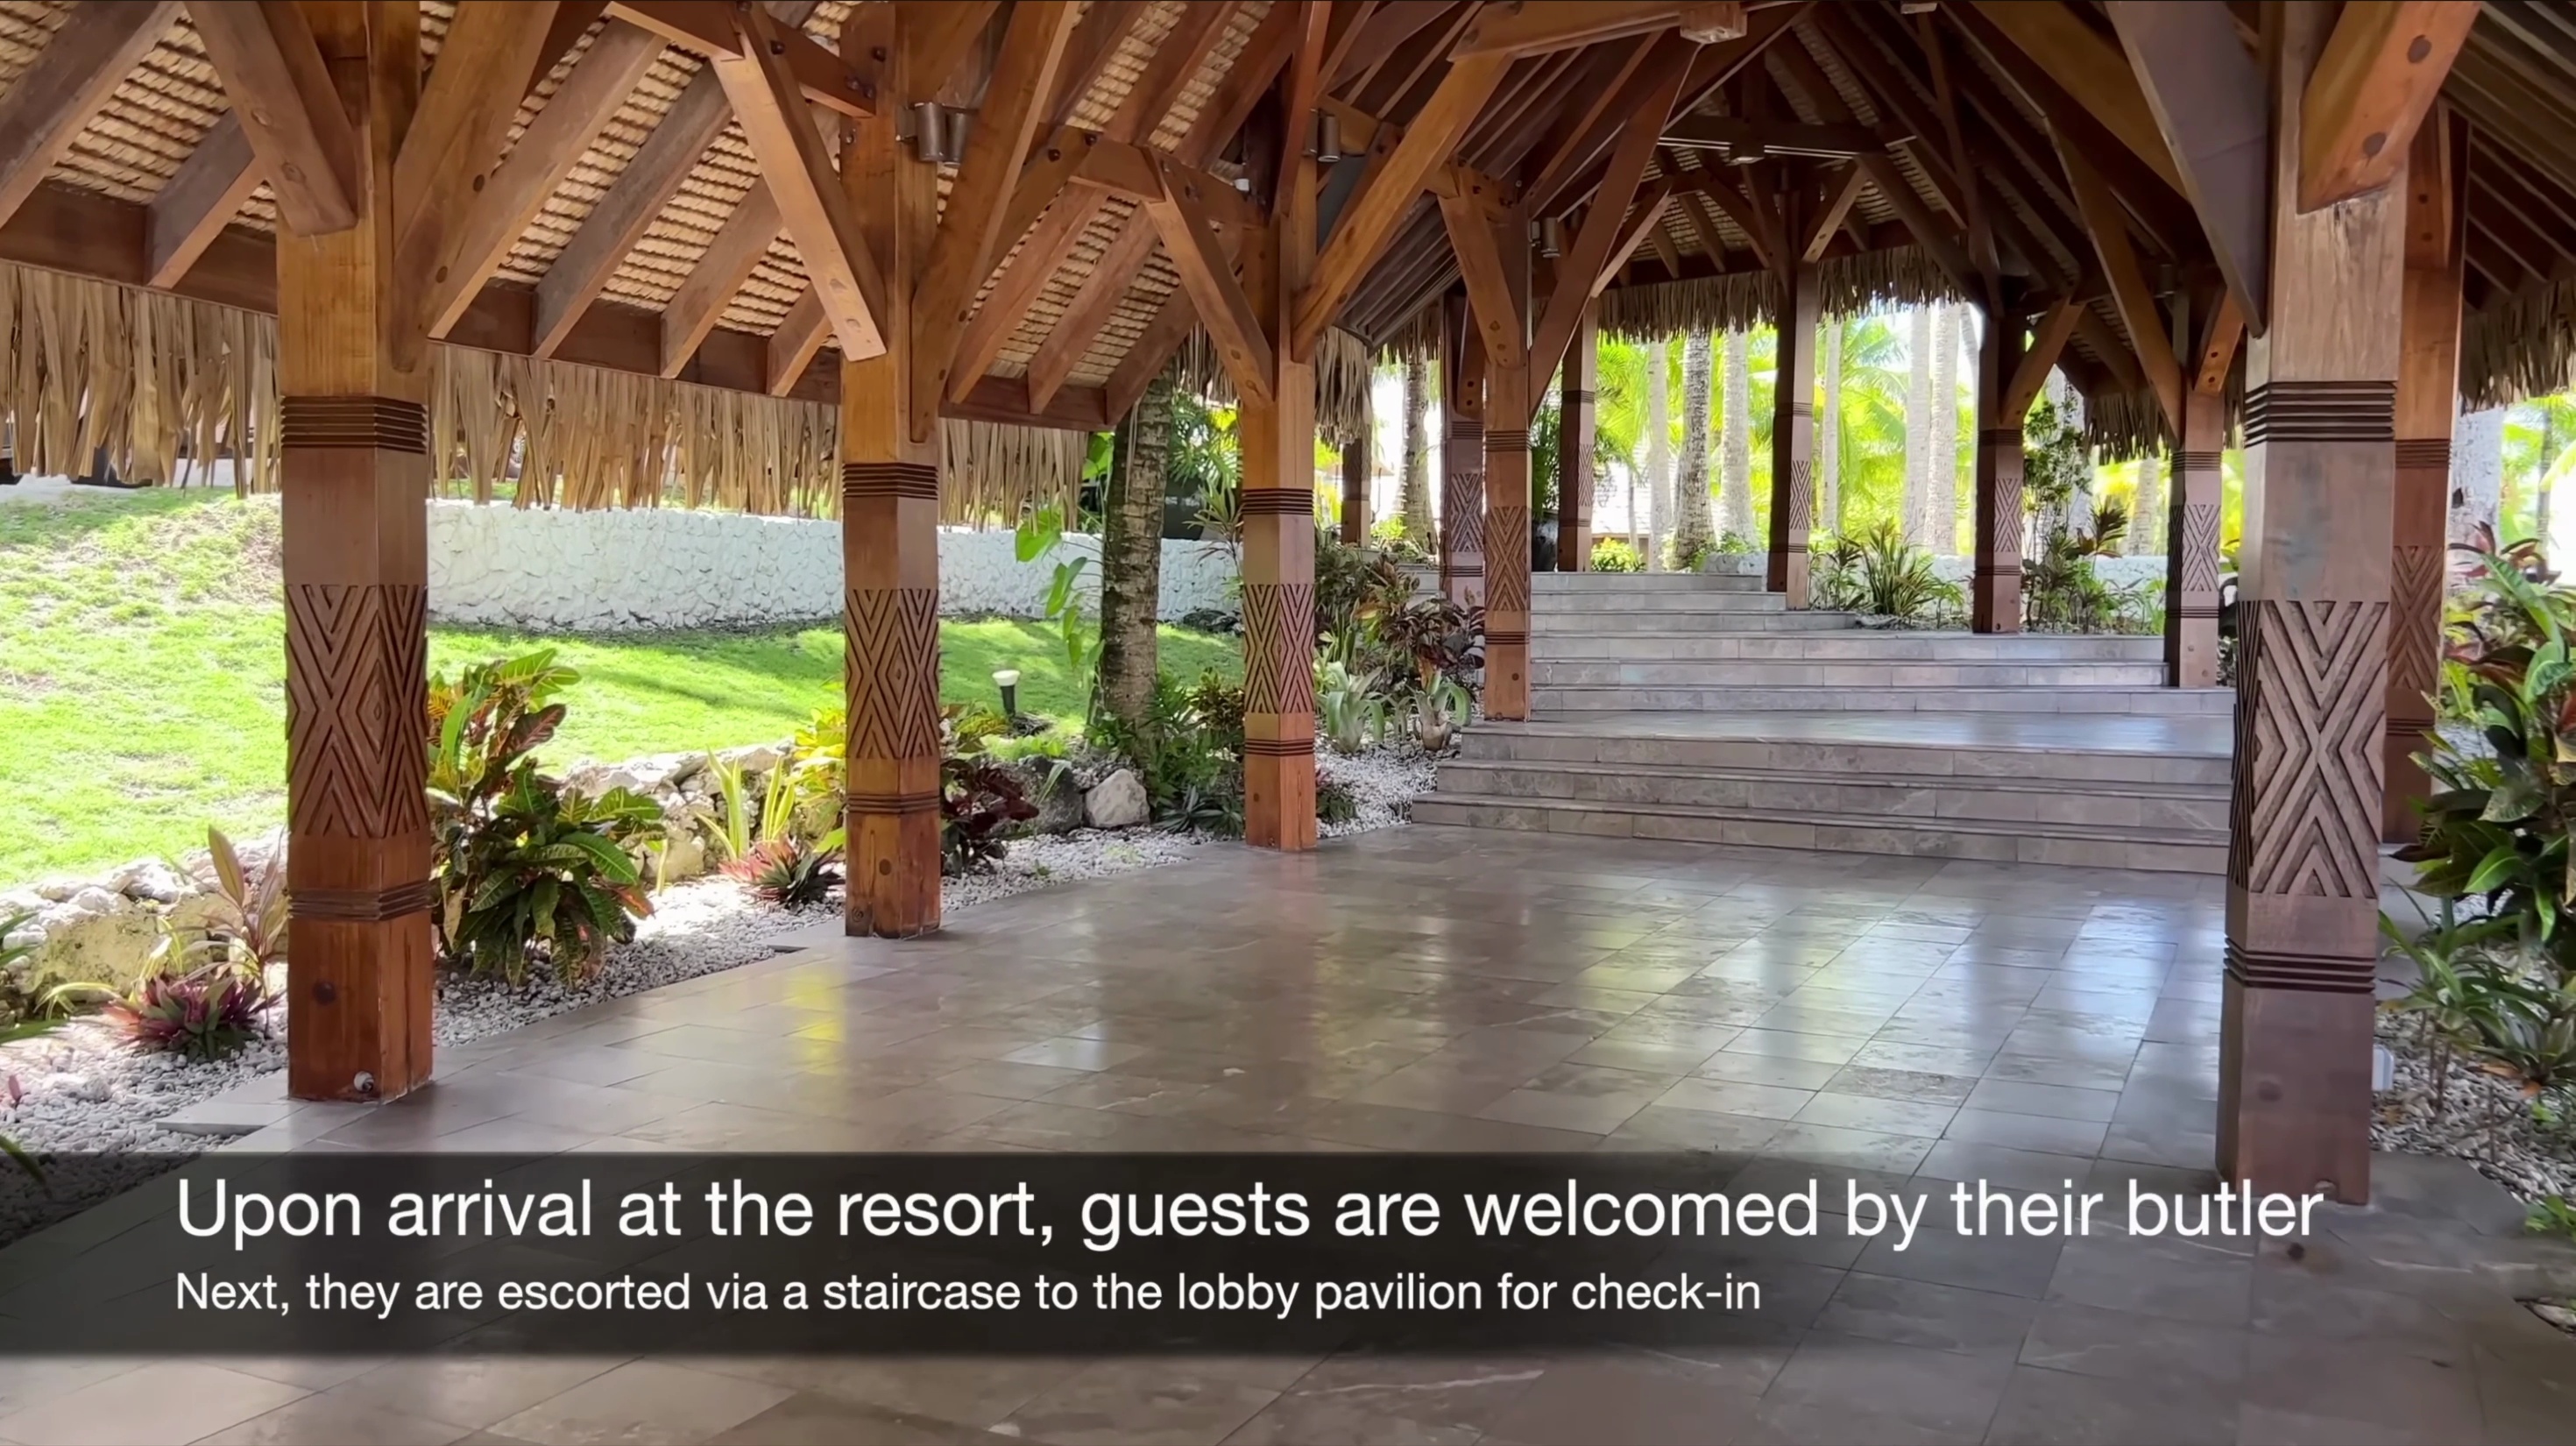 Upon arrival at the resort, guests are welcomed by their butler
Next, they are escorted via a staircase to the lobby pavilion for check-in